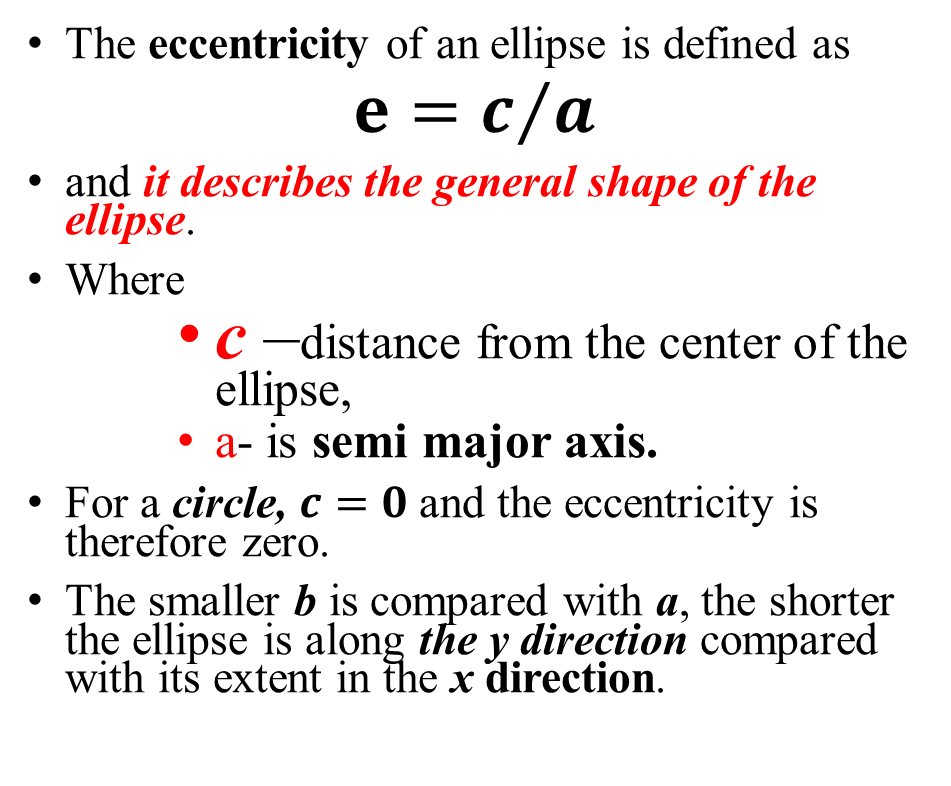 • The eccentricity of an ellipse is defined as
e = c/a
• and it describes the general shape of the
ellipse.
• Where
• c —distance from the center of the
ellipse,
• a- is semi major axis.
• For a circle, c = 0 and the eccentricity is
therefore zero.
• The smaller b is compared with a, the shorter
the ellipse is along the y direction compared
with its extent in the x direction.